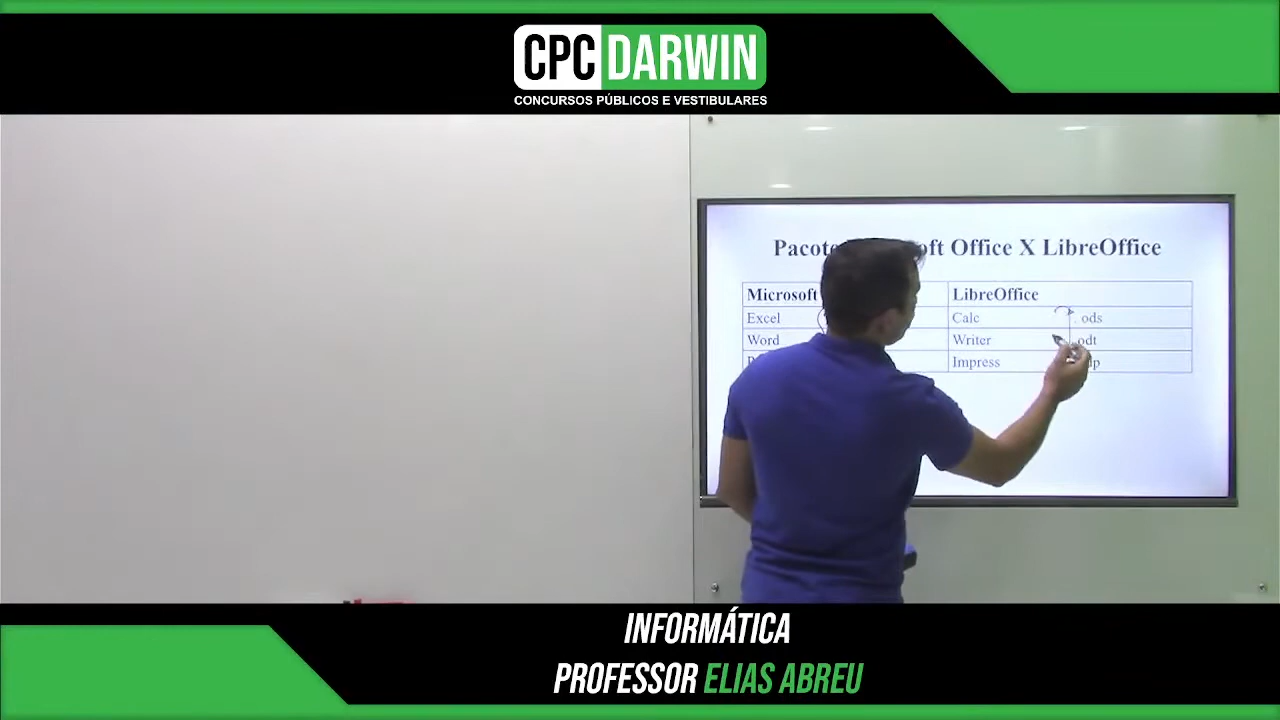 CPC DARWIN
CONCURSOS PÚBLICOS E VESTIBULARES
Office X LibreOffice
Microsoft LibreOffice
Excel Calc . ods
Word Writer .odt
Impress
INFORMÁTICA
PROFESSOR ELIAS ABREU